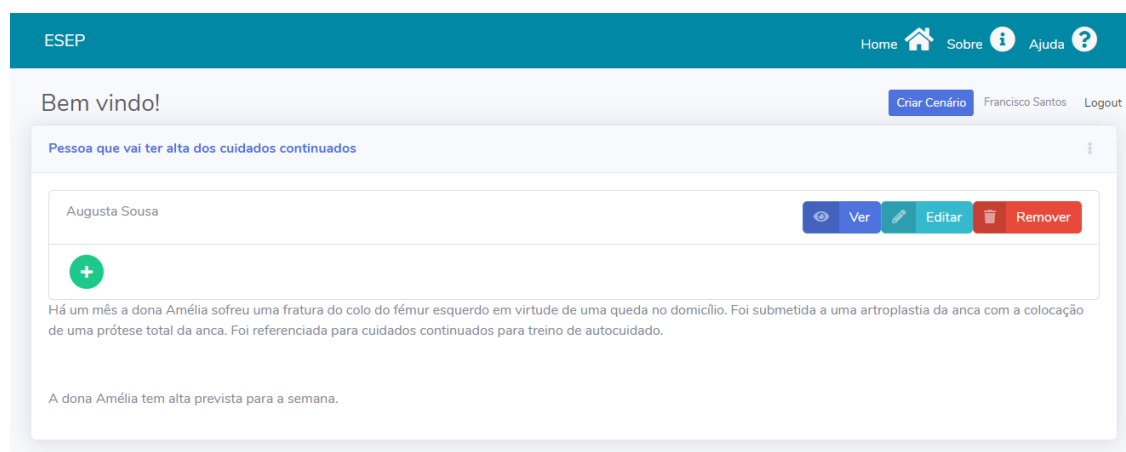 ESEP
Home Sobre Ajuda
Bem vindo!
Criar Cenário Francisco Santos Logout
Pessoa que vai ter alta dos cuidados continuados
Augusta Sousa
Ver Editar Remover
Há um mês a dona Amélia sofreu uma fratura do colo do fémur esquerdo em virtude de uma queda no domicílio. Foi submetida a uma artroplastia da anca com a colocação
de uma prótese total da anca. Foi referenciada para cuidados continuados para treino de autocuidado.
A dona Amélia tem alta prevista para a semana.